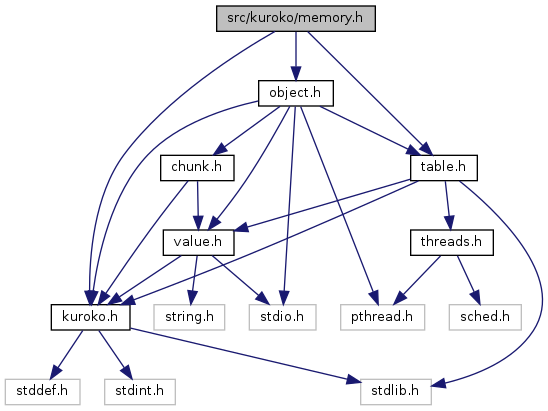 src/kuroko/memory.h
object.h
chunk.h
table.h
value.h
threads.h
kuroko.h
string.h
stdio.h
pthread.h
sched.h
stddef.h
stdint.h
stdlib.h